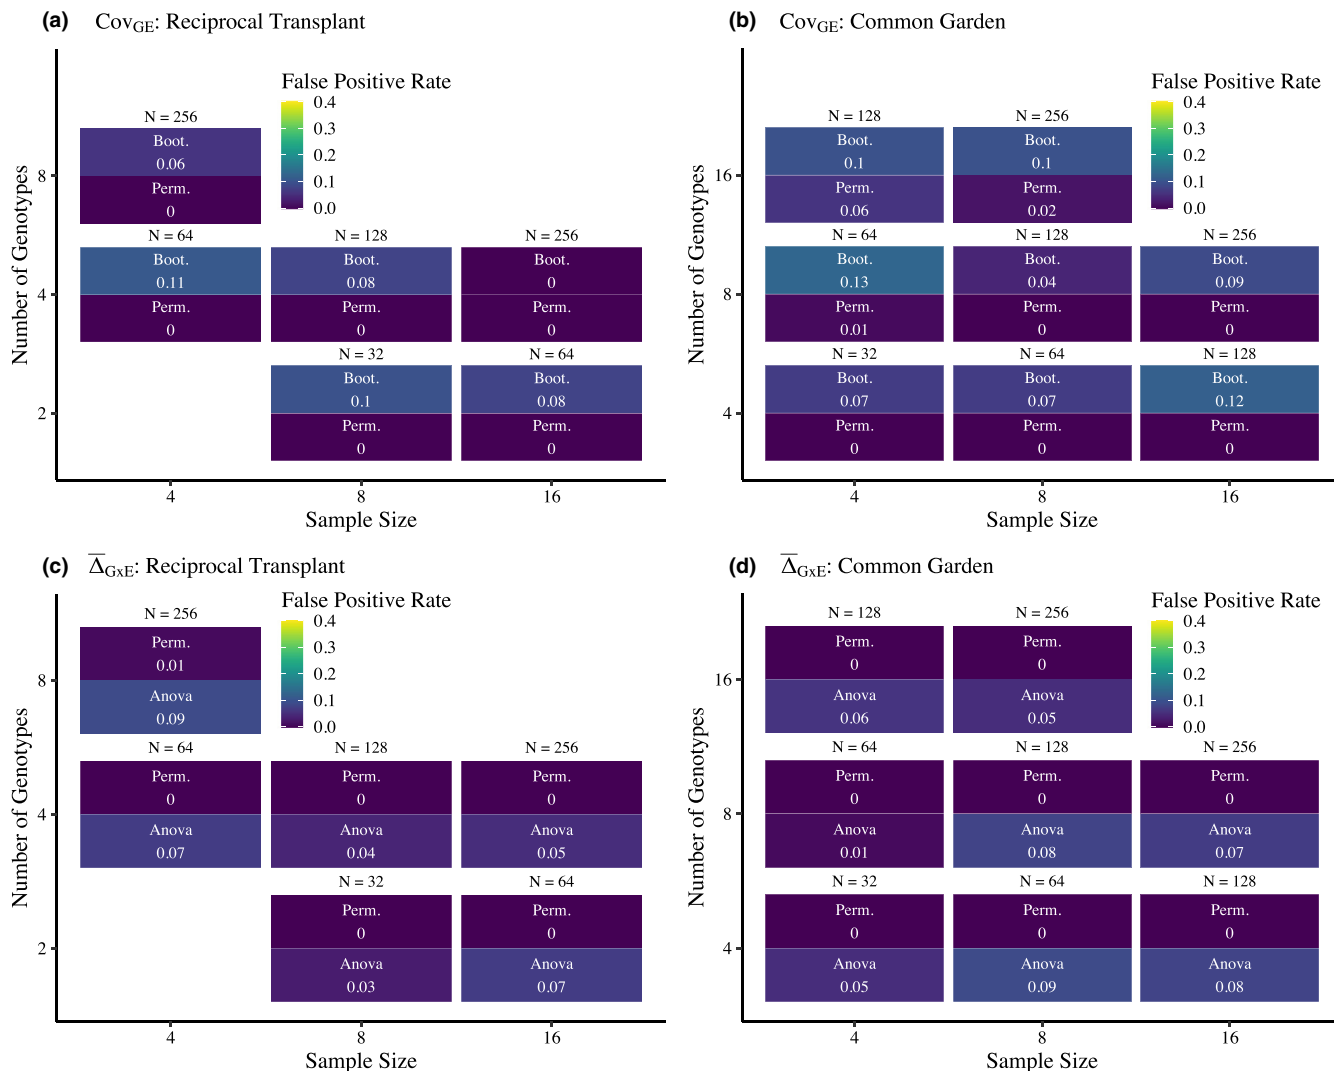 (a) CovGE: Reciprocal Transplant
False Positive Rate
0.4
0.3
0.2
0.1
0.0
Number of Genotypes
8
4
2
N = 256
Boot.
0.06
Perm.
0
N = 64
Boot.
0.11
Perm.
0
N = 128
Boot.
0.08
Perm.
0
N = 256
Boot.
0
Perm.
0
N = 32
Boot.
0.1
Perm.
0
N = 64
Boot.
0.08
Perm.
0
4 8 16
Sample Size
(b) CovGE: Common Garden
False Positive Rate
0.4
0.3
0.2
0.1
0.0
Number of Genotypes
16
8
4
N = 128
Boot.
0.1
Perm.
0.06
N = 256
Boot.
0.1
Perm.
0.02
N = 64
Boot.
0.13
Perm.
0.01
N = 128
Boot.
0.04
Perm.
0
N = 256
Boot.
0.09
Perm.
0
N = 32
Boot.
0.07
Perm.
0
N = 64
Boot.
0.07
Perm.
0
N = 128
Boot.
0.12
Perm.
0
4 8 16
Sample Size
(c) Δ̅GxE: Reciprocal Transplant
False Positive Rate
0.4
0.3
0.2
0.1
0.0
Number of Genotypes
8
4
2
N = 256
Perm.
0.01
Anova
0.09
N = 64
Perm.
0
Anova
0.07
N = 128
Perm.
0
Anova
0.04
N = 256
Perm.
0
Anova
0.05
N = 32
Perm.
0
Anova
0.03
N = 64
Perm.
0
Anova
0.07
4 8 16
Sample Size
(d) Δ̅GxE: Common Garden
False Positive Rate
0.4
0.3
0.2
0.1
0.0
Number of Genotypes
16
8
4
N = 128
Perm.
0
Anova
0.06
N = 256
Perm.
0
Anova
0.05
N = 64
Perm.
0
Anova
0.01
N = 128
Perm.
0
Anova
0.08
N = 256
Perm.
0
Anova
0.07
N = 32
Perm.
0
Anova
0.05
N = 64
Perm.
0
Anova
0.09
N = 128
Perm.
0
Anova
0.08
4 8 16
Sample Size